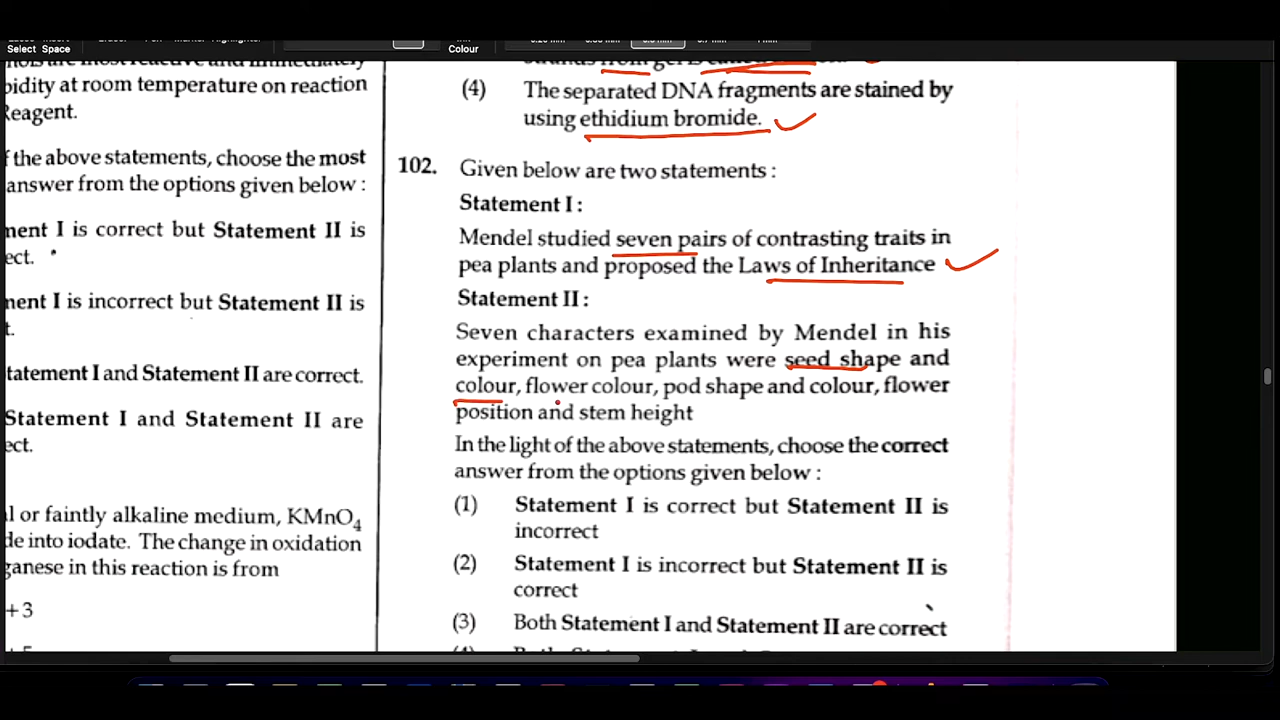 Select Space
Colour
pidity at room temperature on reaction
Reagent.
f the above statements, choose the most
answer from the options given below :
ment I is correct but Statement II is
ect.
ment I is incorrect but Statement II is
t.
tatement I and Statement II are correct.
Statement I and Statement II are
ect.
l or faintly alkaline medium, KMnO4
de into iodate. The change in oxidation
ganese in this reaction is from
+3
(4) The separated DNA fragments are stained by
using ethidium bromide.
102. Given below are two statements :
Statement I :
Mendel studied seven pairs of contrasting traits in
pea plants and proposed the Laws of Inheritance
Statement II :
Seven characters examined by Mendel in his
experiment on pea plants were seed shape and
colour, flower colour, pod shape and colour, flower
position and stem height
In the light of the above statements, choose the correct
answer from the options given below :
(1) Statement I is correct but Statement II is
incorrect
(2) Statement I is incorrect but Statement II is
correct
(3) Both Statement I and Statement II are correct